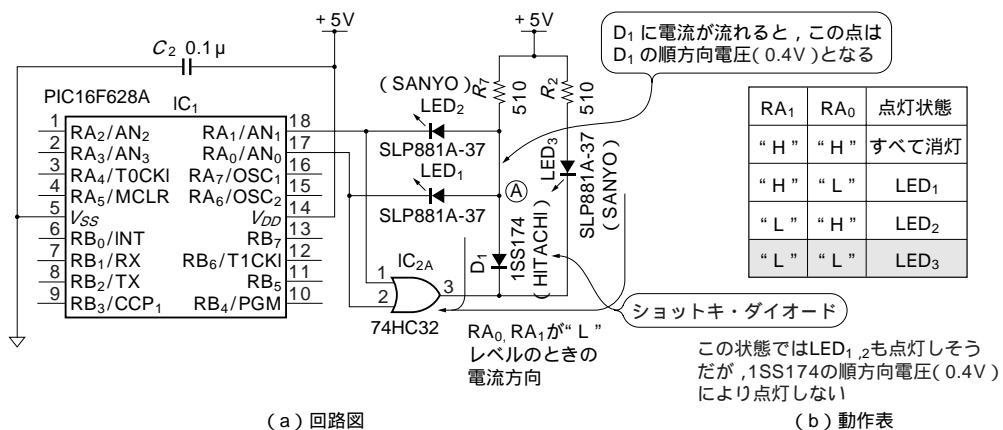 +5V
C2 0.1μ
PIC16F628A
IC1
1 RA2/AN2
2 RA3/AN3
3 RA4/T0CKI
4 RA5/MCLR
5 VSS
6 RB0/INT
7 RB1/RX
8 RB2/TX
9 RB3/CCP1
RA1/AN1 18
RA0/AN0 17
RA7/OSC1 16
RA6/OSC2 15
VDD 14
RB7 13
RB6/T1CKI 12
RB5 11
RB4/PGM 10
(SANYO)
LED2
SLP881A-37
LED1
SLP881A-37
+5V
R7
510
R2
510
LED3
SLP881A-37
(SANYO)
Ⓐ
D1
1SS174
(HITACHI)
IC2A
1
2
3
74HC32
RA0, RA1が“L”
レベルのときの
電流方向
D1に電流が流れると，この点は
D1の順方向電圧(0.4V)となる
ショットキ・ダイオード
RA1 RA0 点灯状態
“H” “H” すべて消灯
“H” “L” LED1
“L” “H” LED2
“L” “L” LED3
この状態ではLED1,2も点灯しそう
だが，1SS174の順方向電圧(0.4V)
により点灯しない
(a)回路図
(b)動作表